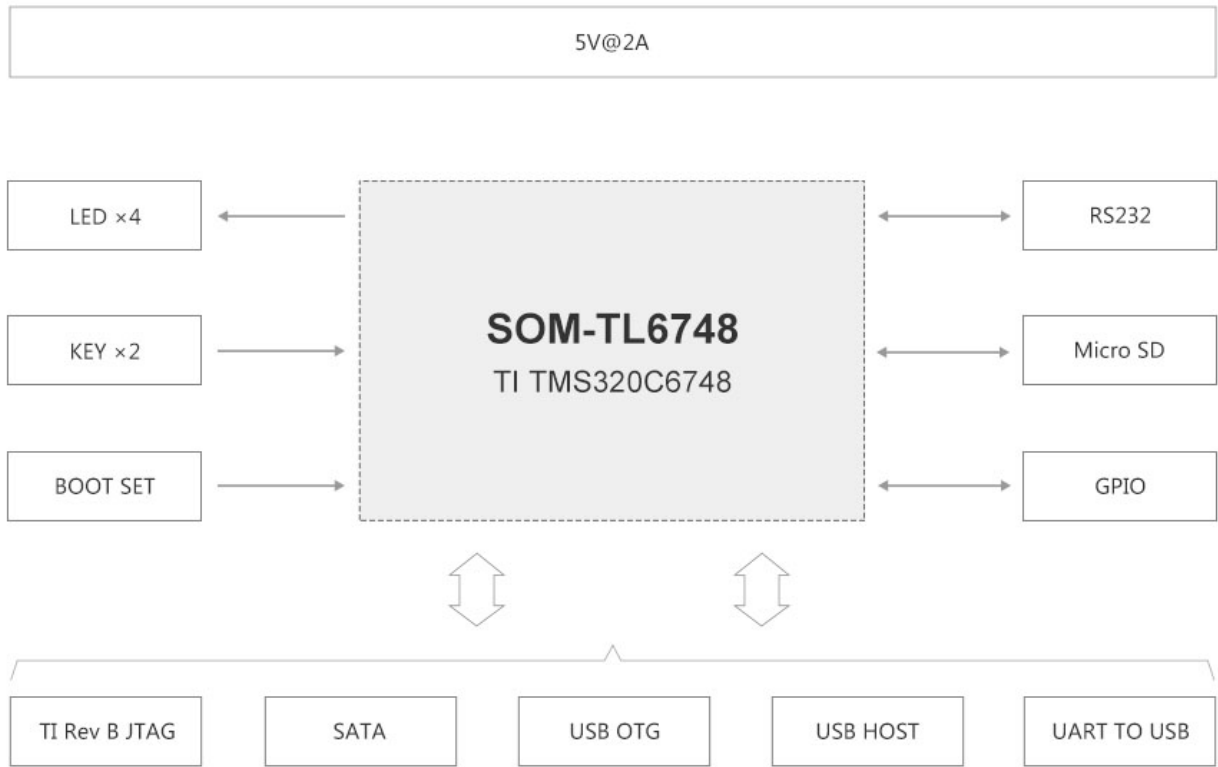 5V@2A
LED ×4
RS232
SOM-TL6748
KEY ×2
Micro SD
TI TMS320C6748
BOOT SET
GPIO
TI Rev B JTAG
SATA
USB OTG
USB HOST
UART TO USB